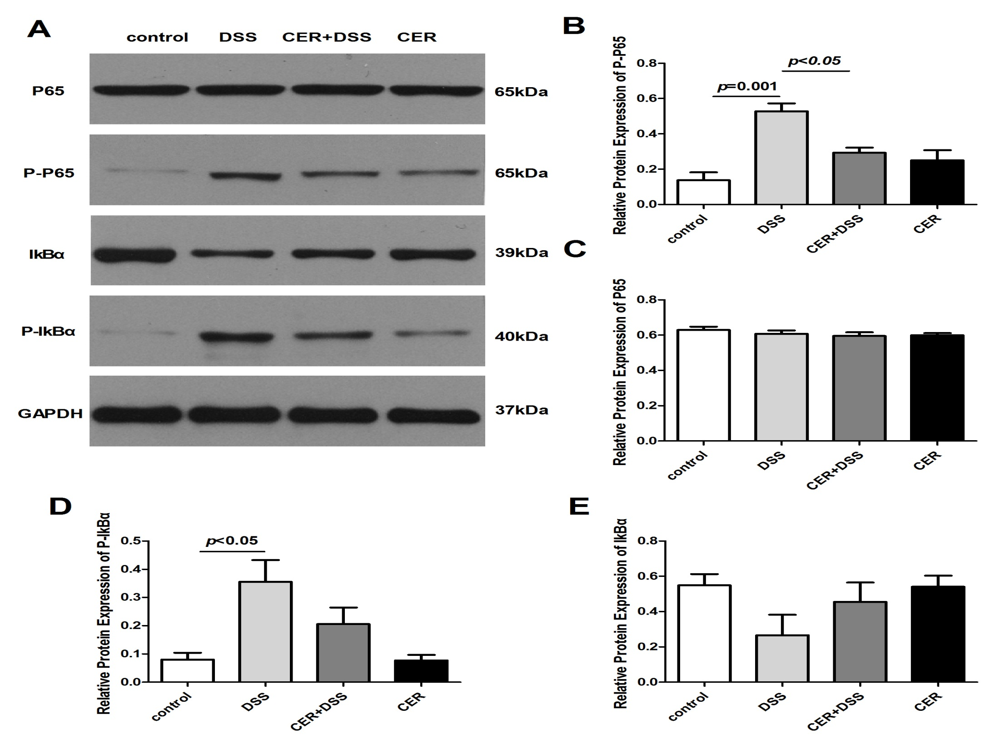 A
control DSS CER+DSS CER
P65 65kDa
P-P65 65kDa
IkBα 39kDa
P-IkBα 40kDa
GAPDH 37kDa
B
Relative Protein Expression of P-P65
0.8
0.6
0.4
0.2
0.0
p=0.001
p<0.05
control DSS CER+DSS CER
C
Relative Protein Expression of P65
0.8
0.6
0.4
0.2
0.0
control DSS CER+DSS CER
D
Relative Protein Expression of P-IkBα
0.5
0.4
0.3
0.2
0.1
0.0
p<0.05
control DSS CER+DSS CER
E
Relative Protein Expression of IkBα
0.8
0.6
0.4
0.2
0.0
control DSS CER+DSS CER